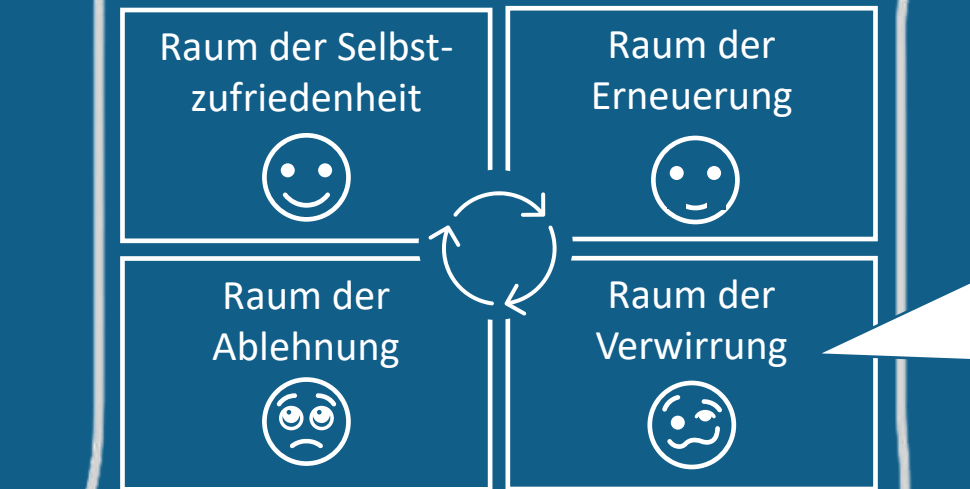 Raum der Selbst-
zufriedenheit
Raum der
Erneuerung
Raum der
Ablehnung
Raum der
Verwirrung